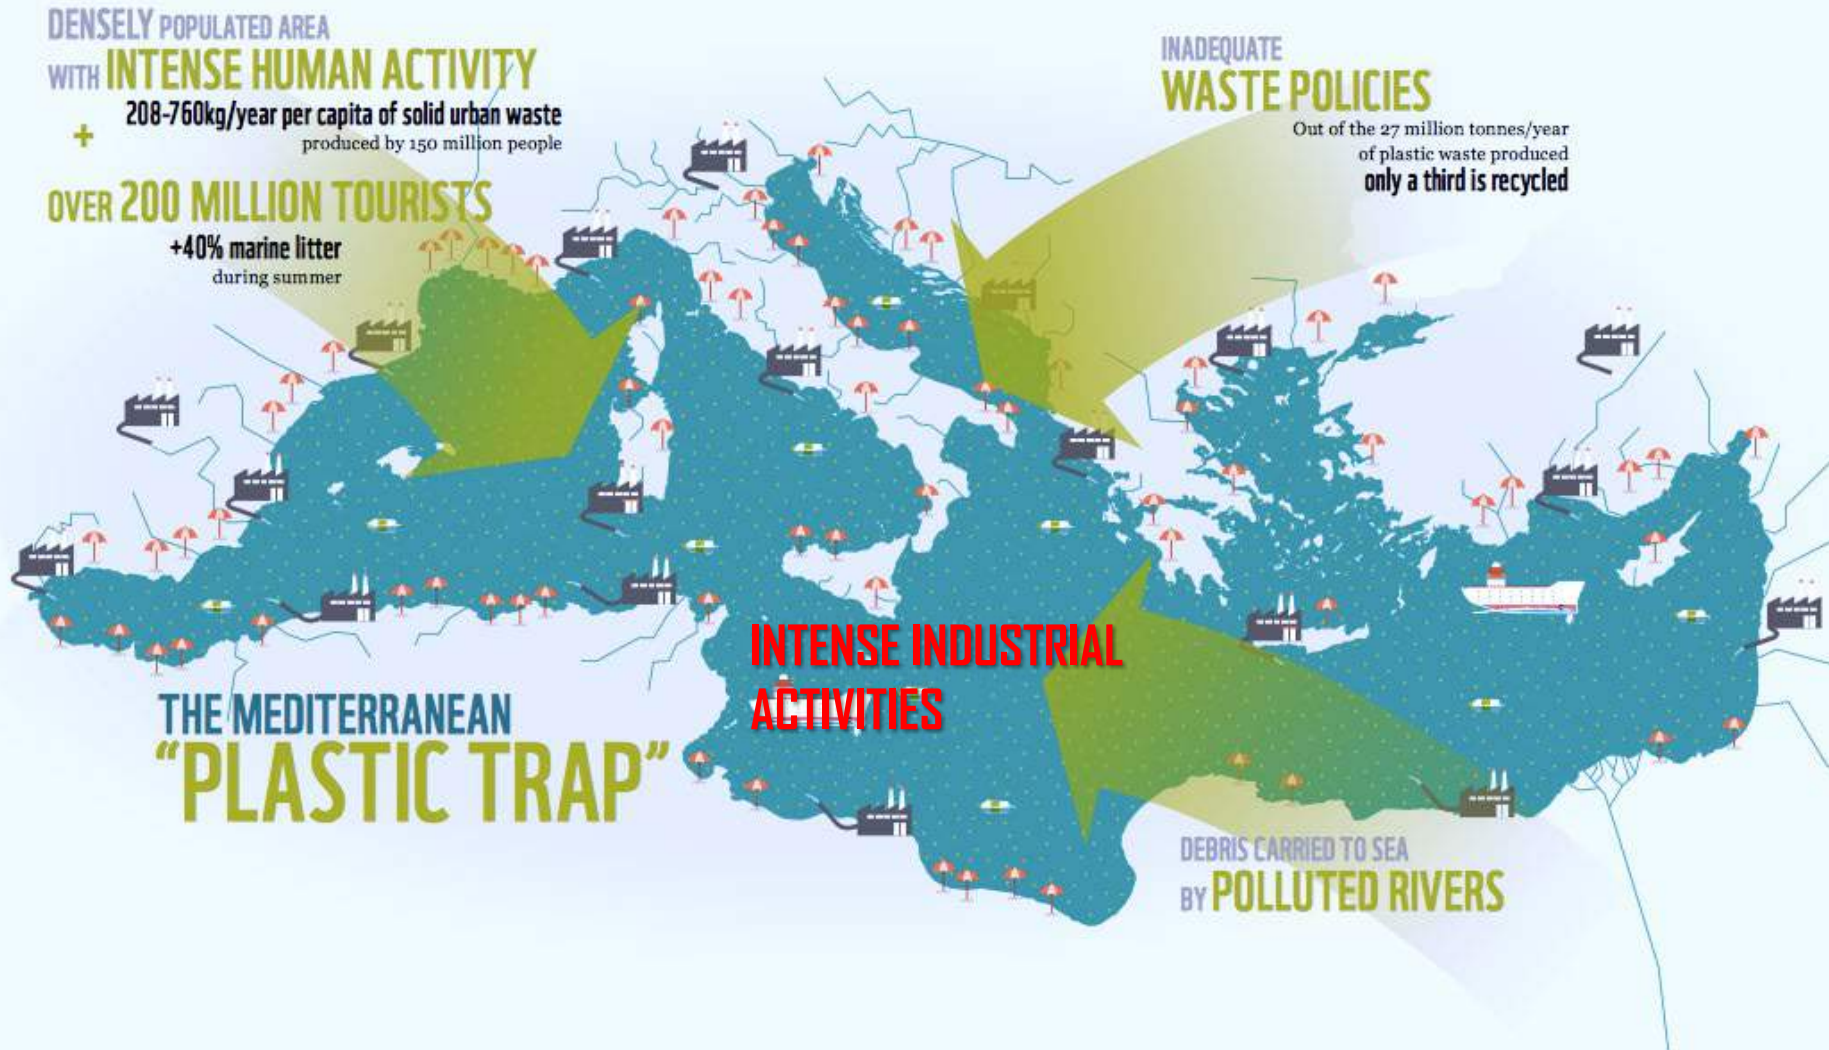 DENSELY POPULATED AREA
WITH INTENSE HUMAN ACTIVITY
208-760kg/year per capita of solid urban waste
produced by 150 million people
+
OVER 200 MILLION TOURISTS
+40% marine litter
during summer
INADEQUATE
WASTE POLICIES
Out of the 27 million tonnes/year
of plastic waste produced
only a third is recycled
INTENSE INDUSTRIAL
ACTIVITIES
THE MEDITERRANEAN
“PLASTIC TRAP”
DEBRIS CARRIED TO SEA
BY POLLUTED RIVERS